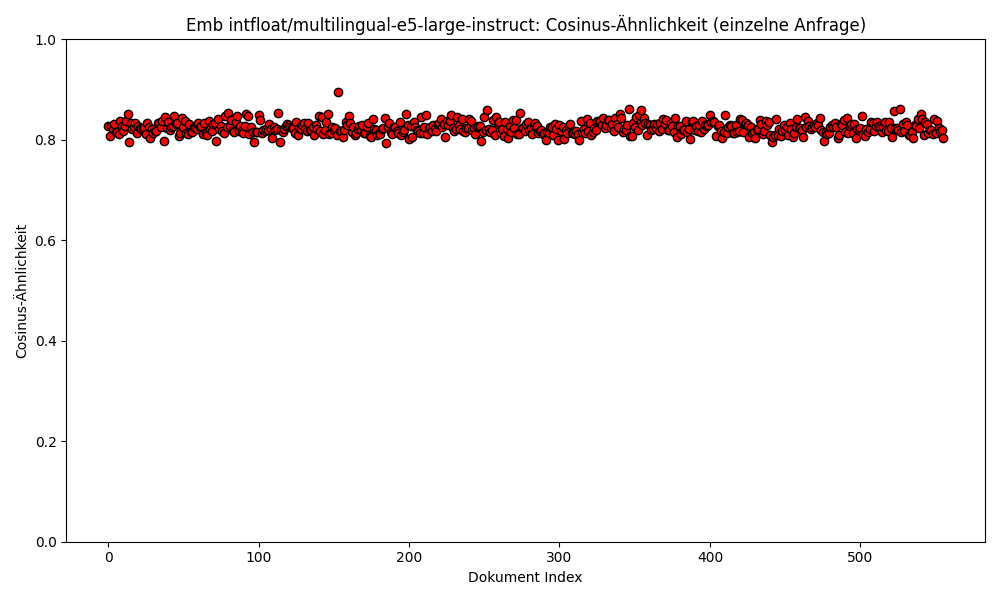 Emb intfloat/multilingual-e5-large-instruct: Cosinus-Ähnlichkeit (einzelne Anfrage)
1.0
0.8
0.6
0.4
0.2
0.0
Cosinus-Ähnlichkeit
0 100 200 300 400 500
Dokument Index